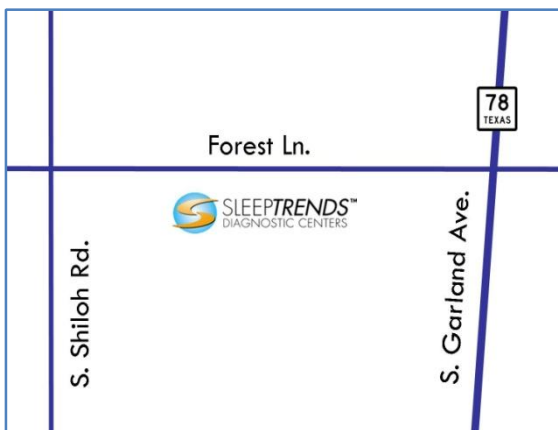 78
TEXAS
Forest Ln.
SLEEPTRENDS™
DIAGNOSTIC CENTERS
S. Shiloh Rd.
S. Garland Ave.